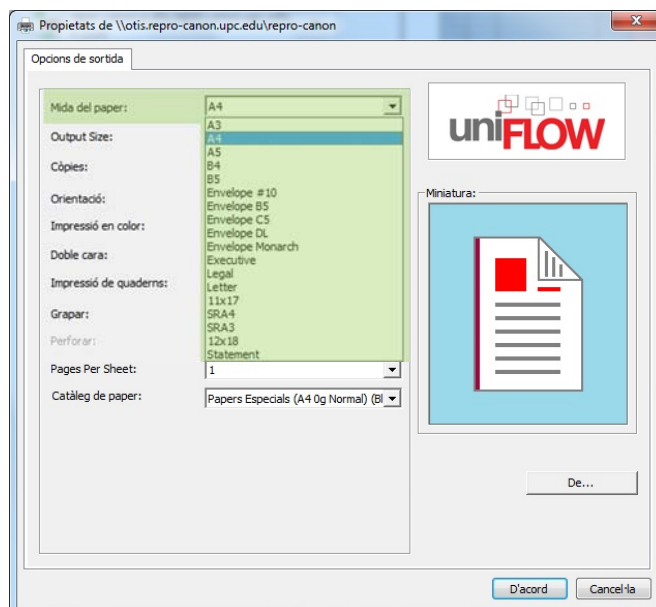 Propietats de \\otis.repro-canon.upc.edu\repro-canon
Opcions de sortida
Mida del paper:
A4
A3
A4
A5
B4
B5
Envelope #10
Envelope B5
Envelope C5
Envelope DL
Envelope Monarch
Executive
Legal
Letter
11x17
SRA4
SRA3
12x18
Statement
Output Size:
Còpies:
Orientació:
Impressió en color:
Doble cara:
Impressió de quaderns:
Grapar:
Perforar:
Pages Per Sheet:
1
Catàleg de paper:
Papers Especials (A4 0g Normal) (Bl
uniFLOW
Miniatura:
De...
D'acord
Cancel·la